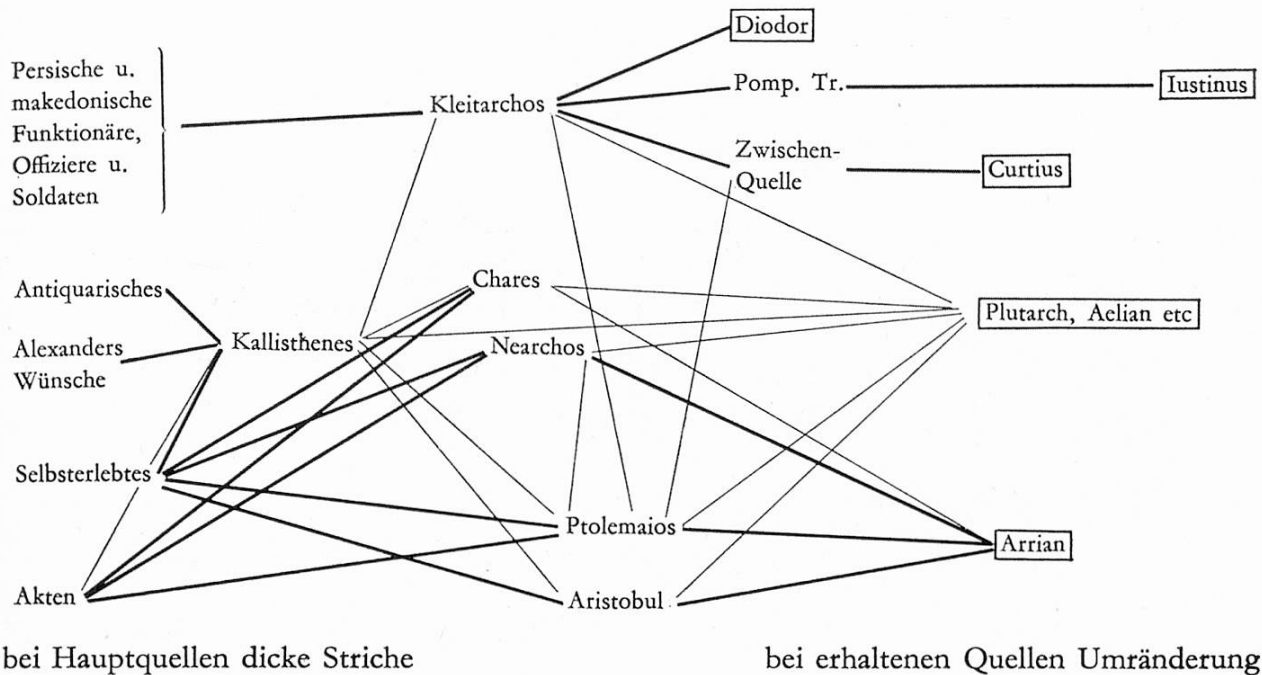 Diodor
Persische u.
makedonische
Funktionäre,
Offiziere u.
Soldaten
Kleitarchos
Pomp. Tr.
Iustinus
Zwischen-
Quelle
Curtius
Antiquarisches
Alexanders
Wünsche
Kallisthenes
Chares
Nearchos
Plutarch, Aelian etc
Selbsterlebtes
Ptolemaios
Arrian
Akten
Aristobul
bei Hauptquellen dicke Striche
bei erhaltenen Quellen Umränderung